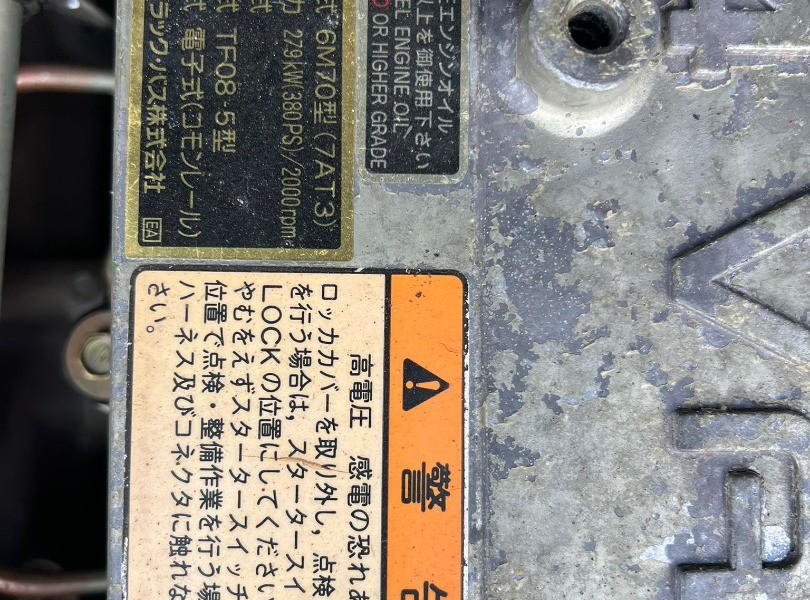 エンジンオイル
以上を御使用下さい
ENGINE OIL
OR HIGHER GRADE
式 6M70型(7AT3)
力 279kW(380PS)/2000rpm
式
式 TF08-5型
式 電子式(コモンレール)
ラック・バス株式会社
EA
警告
高電圧 感電の恐れあ
ロッカカバーを取り外し,点検
を行う場合は,スタータースイ
LOCKの位置にしてください
やむをえずスタータースイッチ
位置で点検・整備作業を行う場
ハーネス及びコネクタに触れな
さい。